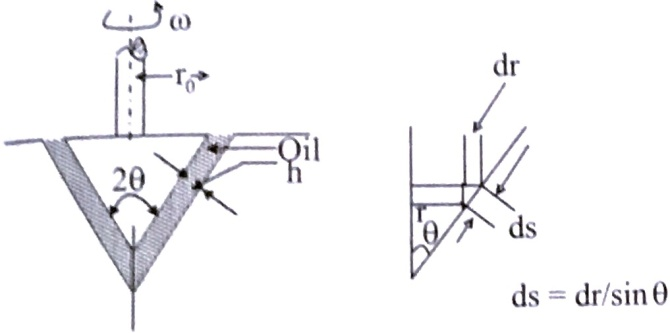 ω
r₀
Oil
h
2θ
dr
r
θ
ds
ds = dr/sin θ